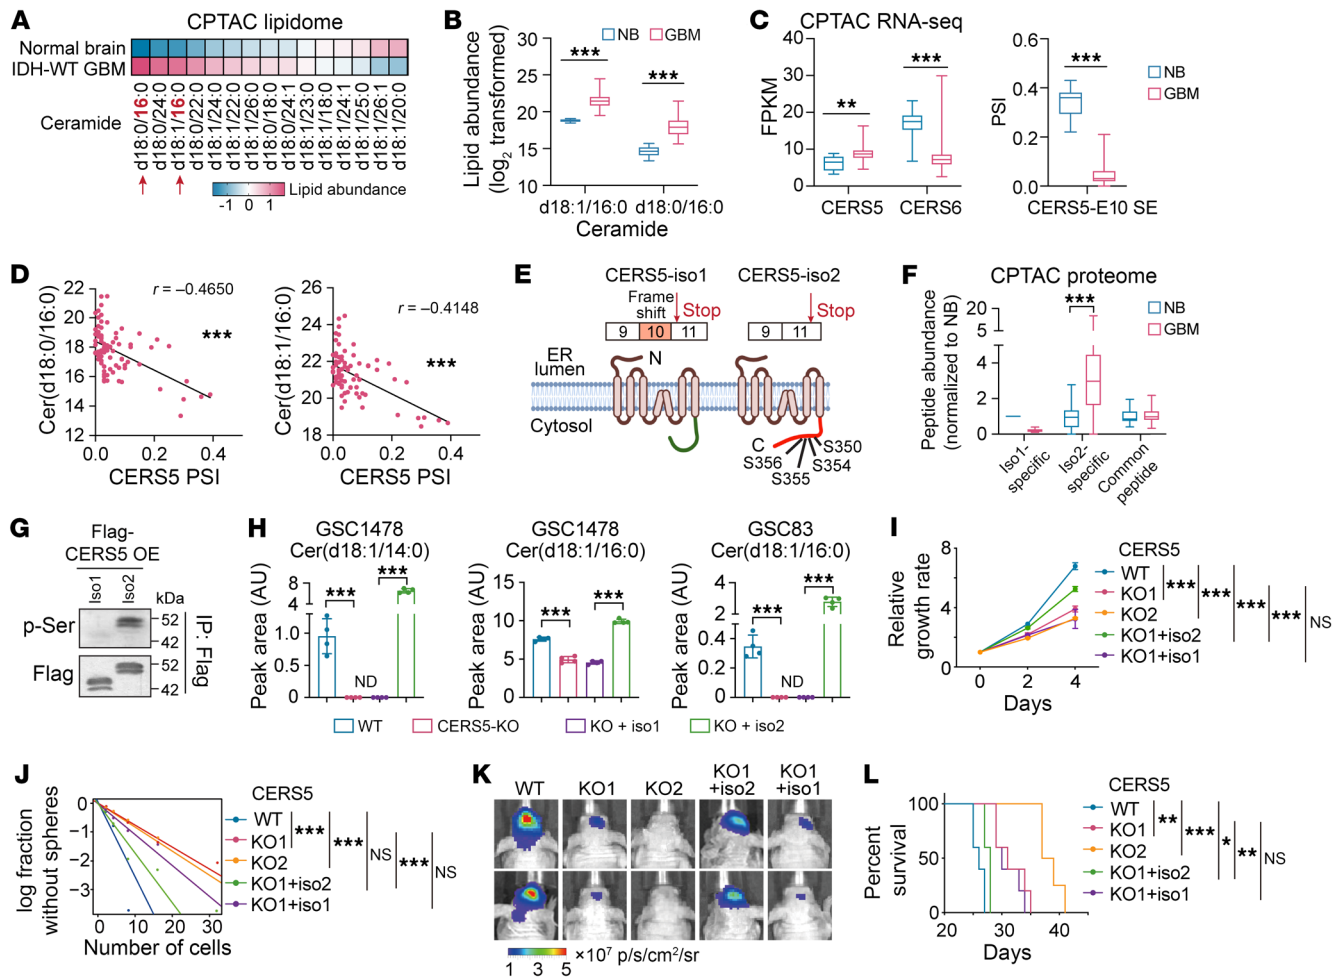 A
CPTAC lipidome
Normal brain
IDH-WT GBM
Ceramide
d18:0/16:0
d18:0/24:0
d18:1/16:0
d18:0/22:0
d18:1/24:0
d18:1/22:0
d18:1/26:0
d18:0/18:0
d18:0/24:1
d18:1/23:0
d18:1/18:0
d18:1/24:1
d18:1/25:0
d18:1/26:1
d18:1/20:0
Lipid abundance
-1 0 1
B
NB GBM
Lipid abundance
(log2 transformed)
30
25
20
15
10
***
***
d18:1/16:0 d18:0/16:0
Ceramide
C
CPTAC RNA-seq
FPKM
40
30
20
10
0
**
***
CERS5 CERS6
PSI
0.6
0.4
0.2
0.0
***
CERS5-E10 SE
NB
GBM
D
Cer(d18:0/16:0)
22
20
18
16
14
12
r = –0.4650
***
0.0 0.2 0.4
CERS5 PSI
Cer(d18:1/16:0)
26
24
22
20
18
r = –0.4148
***
0.0 0.2 0.4
CERS5 PSI
E
CERS5-iso1 CERS5-iso2
Frame
shift
Stop Stop
9 10 11 9 11
N
ER
lumen
Cytosol
C
S350
S354
S355
S356
F
CPTAC proteome
Peptide abundance
(normalized to NB)
20
5
4
2
0
***
NB
GBM
Iso1-
specific
Iso2-
specific
Common
peptide
G
Flag-
CERS5 OE
Iso1
Iso2
kDa
p-Ser
52
42
Flag
52
42
IP: Flag
H
GSC1478
Cer(d18:1/14:0)
Peak area (AU)
8
4
1.0
0.5
0
***
***
ND
GSC1478
Cer(d18:1/16:0)
Peak area (AU)
15
10
5
0
***
***
GSC83
Cer(d18:1/16:0)
Peak area (AU)
4
2
0.4
0.2
0
***
***
ND
WT CERS5-KO KO + iso1 KO + iso2
I
Relative
growth rate
8
4
0
0 2 4
Days
CERS5
WT
KO1
KO2
KO1+iso2
KO1+iso1
***
***
***
***
NS
J
log fraction
without spheres
0
−1
−2
−3
0 10 20 30
Number of cells
CERS5
WT
KO1
KO2
KO1+iso2
KO1+iso1
***
***
NS
***
NS
K
WT KO1 KO2 KO1
+iso2 KO1
+iso1
×10⁷ p/s/cm²/sr
1 3 5
L
Percent
survival
100
50
0
20 30 40
Days
CERS5
WT
KO1
KO2
KO1+iso2
KO1+iso1
**
***
*
**
NS